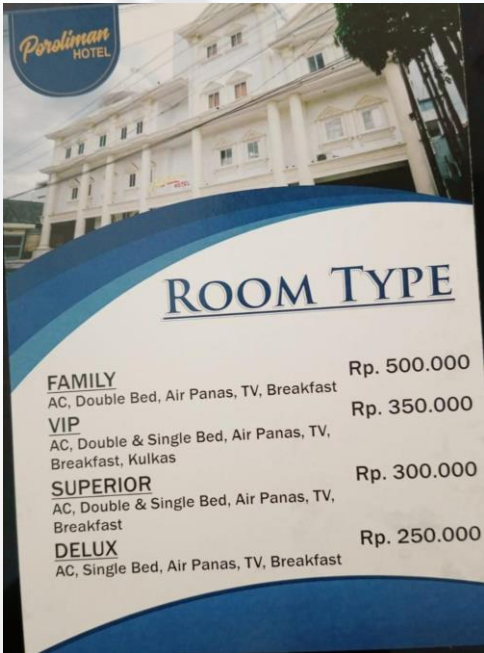 Poroliman
HOTEL
ROOM TYPE
FAMILY Rp. 500.000
AC, Double Bed, Air Panas, TV, Breakfast
VIP Rp. 350.000
AC, Double & Single Bed, Air Panas, TV,
Breakfast, Kulkas
SUPERIOR Rp. 300.000
AC, Double & Single Bed, Air Panas, TV,
Breakfast
DELUX Rp. 250.000
AC, Single Bed, Air Panas, TV, Breakfast